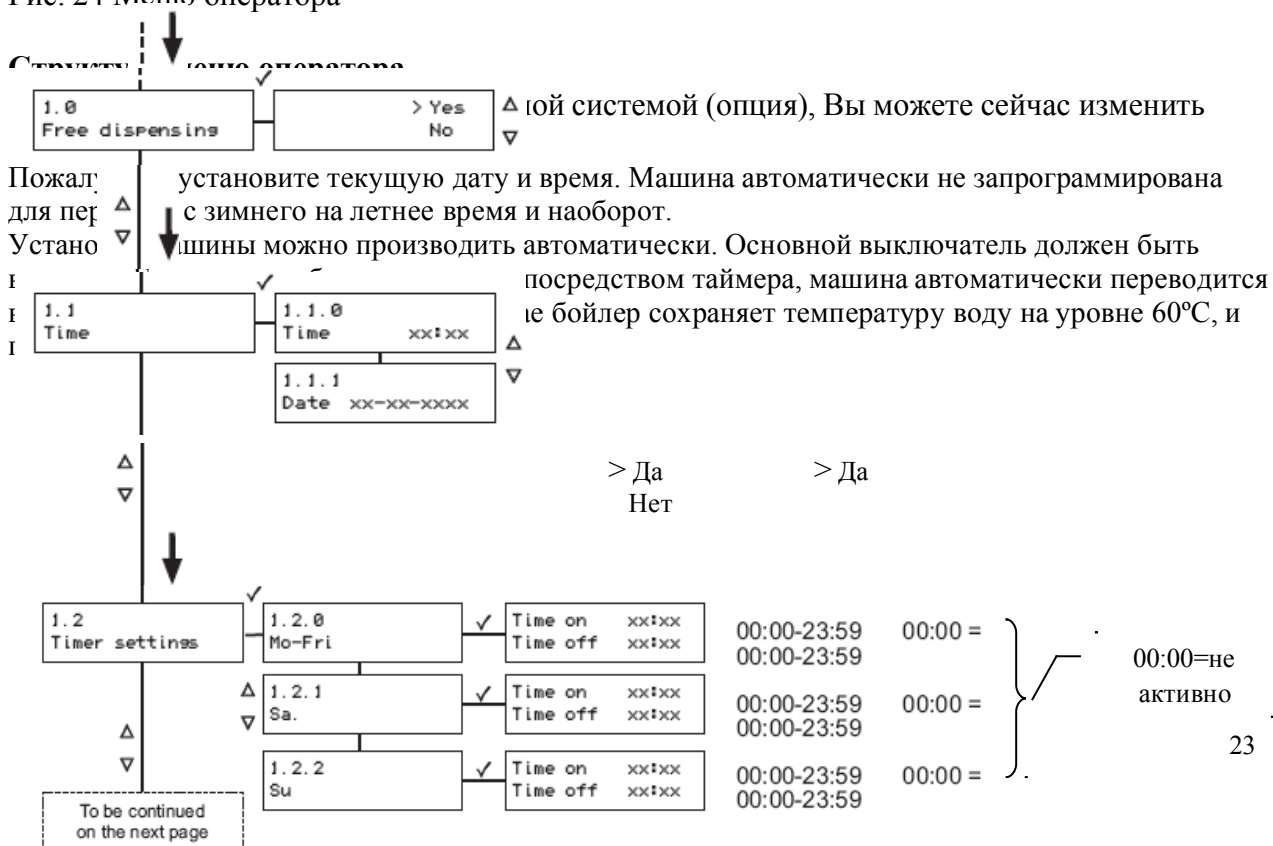 Рис. 24 Меню оператора
Структу меню оператора
1.0
Free dispensing
> Yes
No
ной системой (опция), Вы можете сейчас изменить
Пожалу установите текущую дату и время. Машина автоматически не запрограммирована
для пер с зимнего на летнее время и наоборот.
Устано ашины можно производить автоматически. Основной выключатель должен быть
посредством таймера, машина автоматически переводится
ае бойлер сохраняет температуру воду на уровне 60ºС, и
1.1
Time
1.1.0
Time xx:xx
1.1.1
Date xx-xx-xxxx
> Да > Да
Нет
1.2
Timer settings
1.2.0
Mo-Fri
Time on xx:xx
Time off xx:xx
00:00-23:59 00:00 =
00:00-23:59
1.2.1
Sa.
Time on xx:xx
Time off xx:xx
00:00-23:59 00:00 =
00:00-23:59
1.2.2
Su
Time on xx:xx
Time off xx:xx
00:00-23:59 00:00 =
00:00-23:59
00:00=не
активно
23
To be continued
on the next page